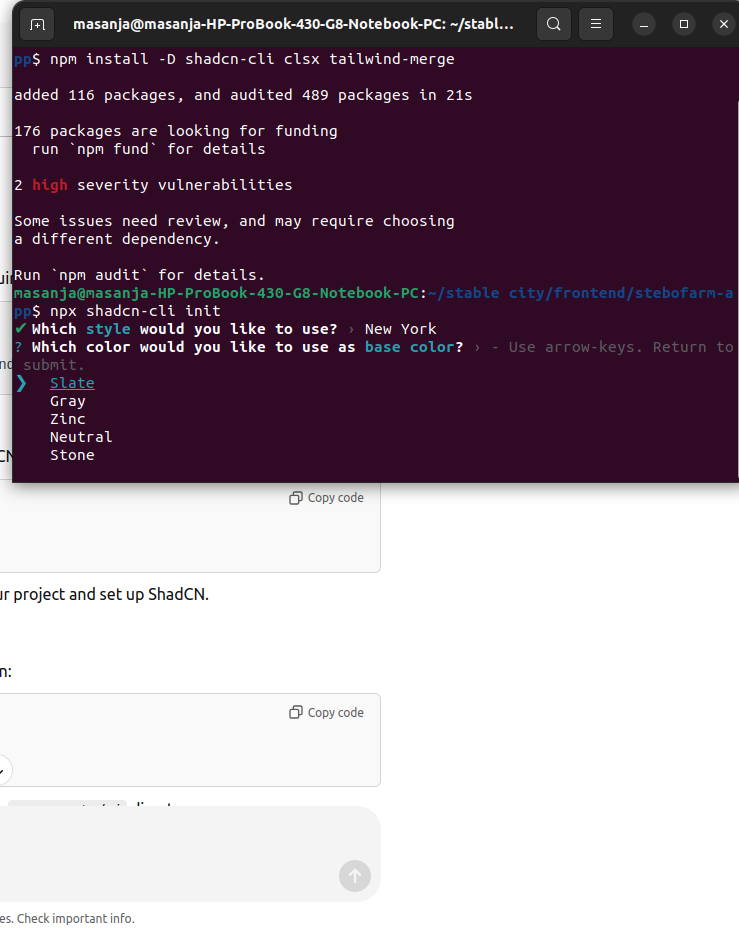 masanja@masanja-HP-ProBook-430-G8-Notebook-PC: ~/stabl...
pp$ npm install -D shadcn-cli clsx tailwind-merge
added 116 packages, and audited 489 packages in 21s
176 packages are looking for funding
run `npm fund` for details
2 high severity vulnerabilities
Some issues need review, and may require choosing
a different dependency.
Run `npm audit` for details.
masanja@masanja-HP-ProBook-430-G8-Notebook-PC:~/stable city/frontend/stebofarm-a
pp$ npx shadcn-cli init
✔ Which style would you like to use? › New York
? Which color would you like to use as base color? › - Use arrow-keys. Return to
submit.
❯ Slate
Gray
Zinc
Neutral
Stone
Copy code
ur project and set up ShadCN.
n:
Copy code
es. Check important info.